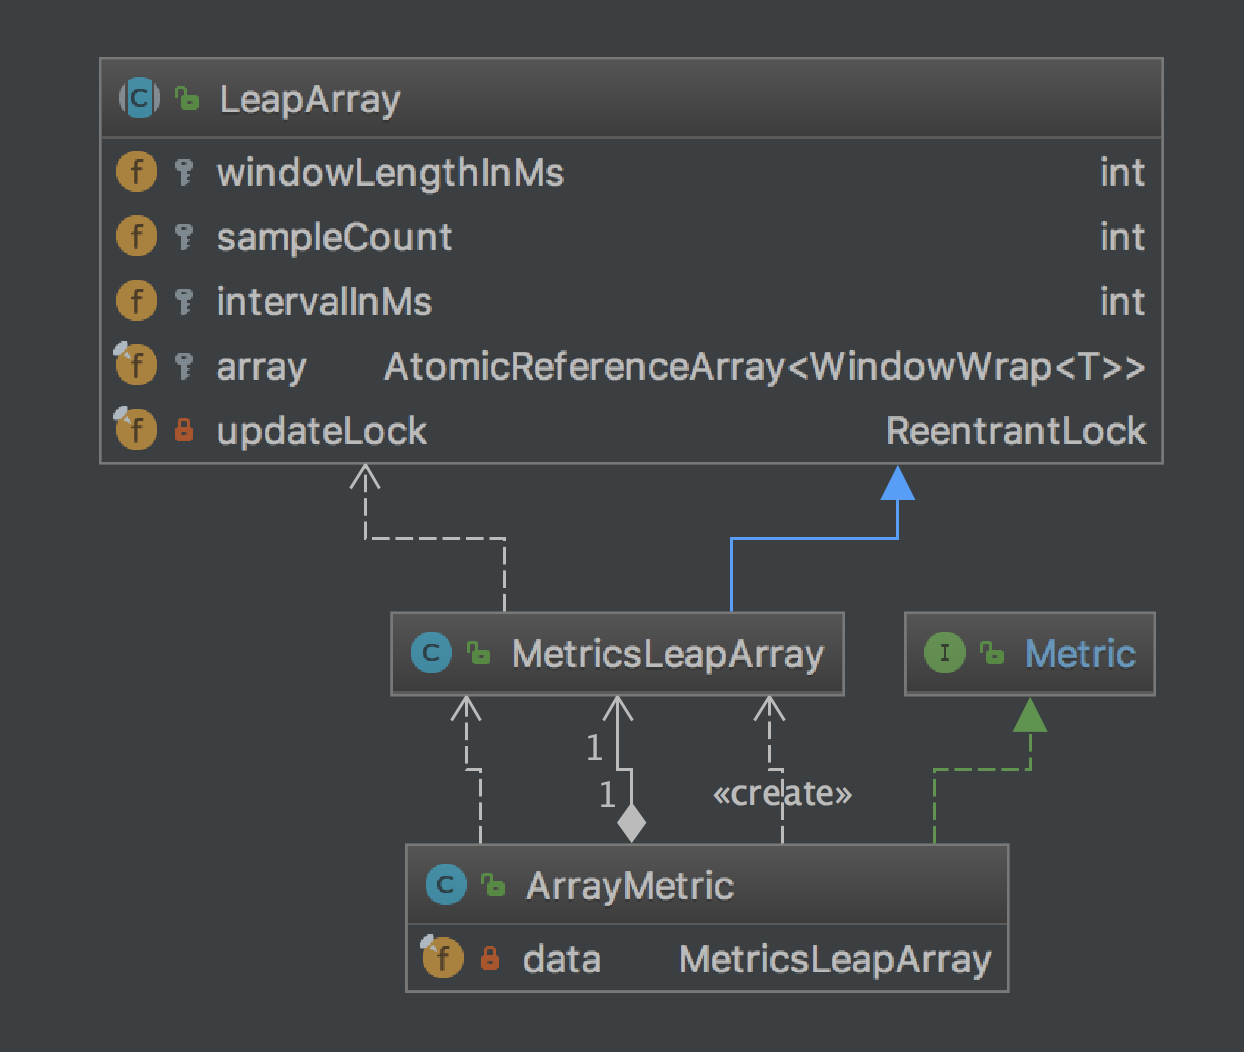 C LeapArray
f windowLengthInMs int
f sampleCount int
f intervalInMs int
f array AtomicReferenceArray<WindowWrap<T>>
f updateLock ReentrantLock
C MetricsLeapArray
I Metric
1
1
«create»
C ArrayMetric
f data MetricsLeapArray